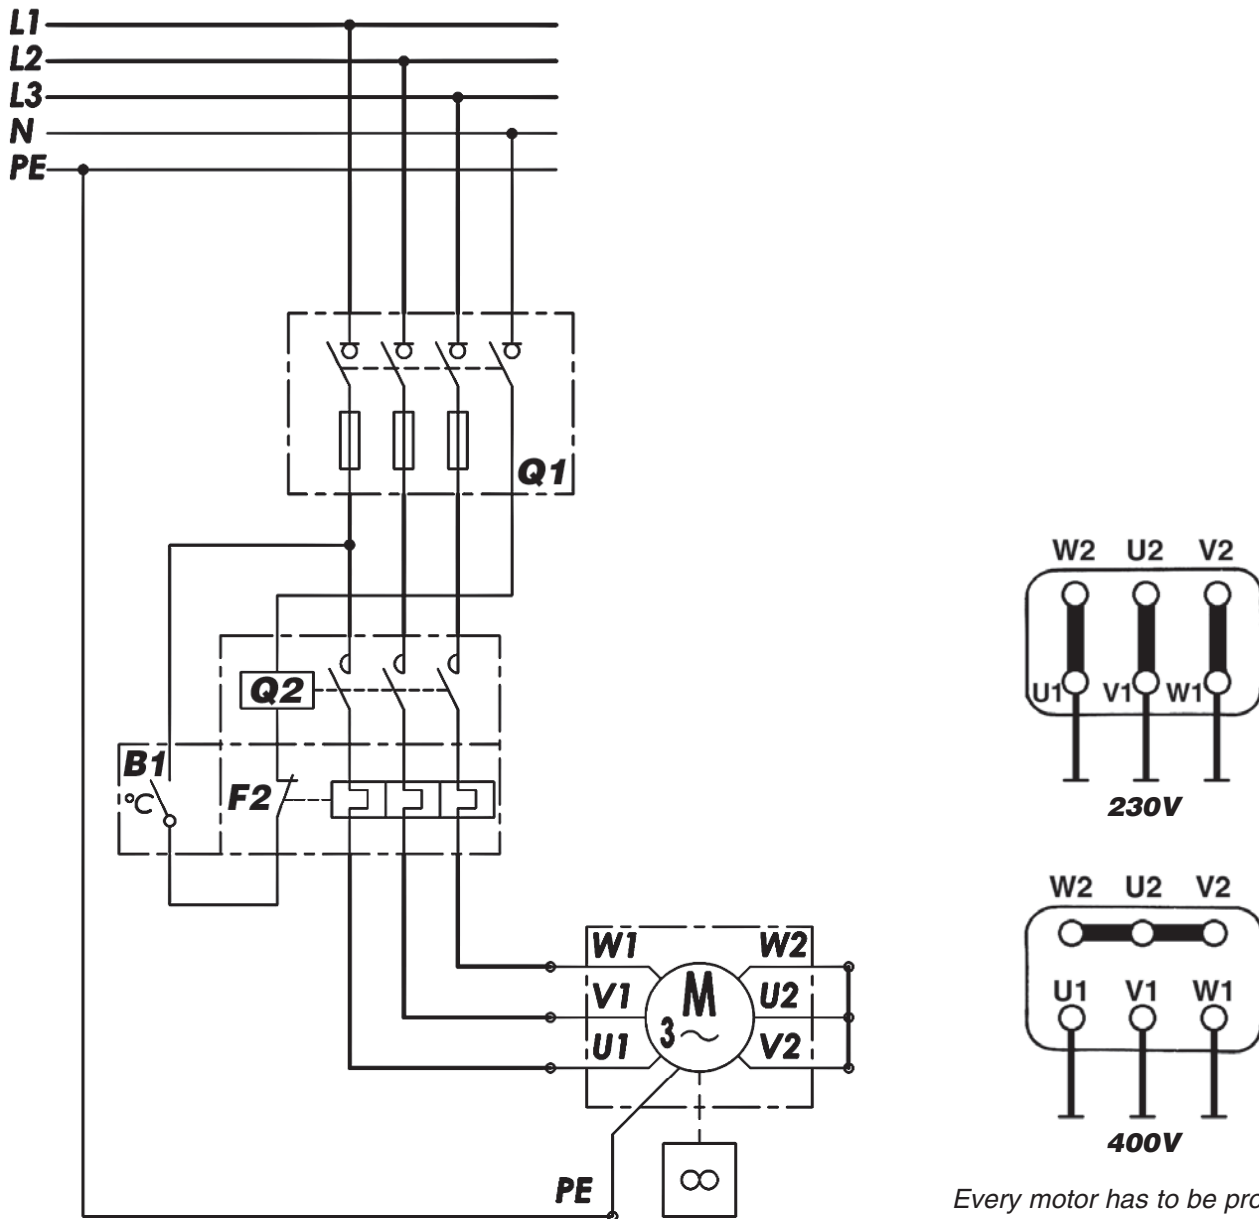 L1
L2
L3
N
PE
Q1
Q2
B1
°C
F2
W1 W2
V1 M U2
3
U1 V2
PE
W2 U2 V2
U1 V1 W1
230V
W2 U2 V2
U1 V1 W1
400V
Every motor has to be pro